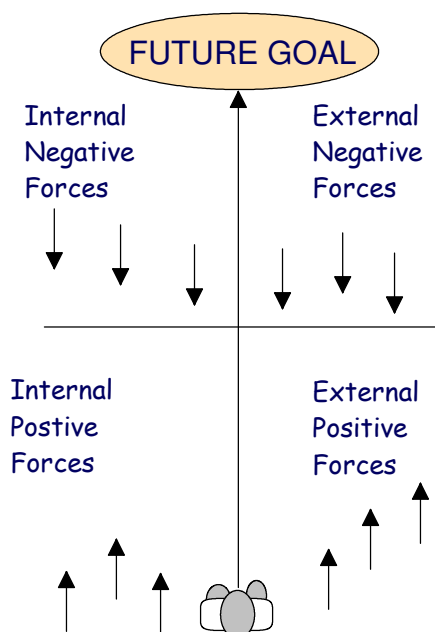 FUTURE GOAL
Internal
Negative
Forces
External
Negative
Forces
Internal
Postive
Forces
External
Positive
Forces